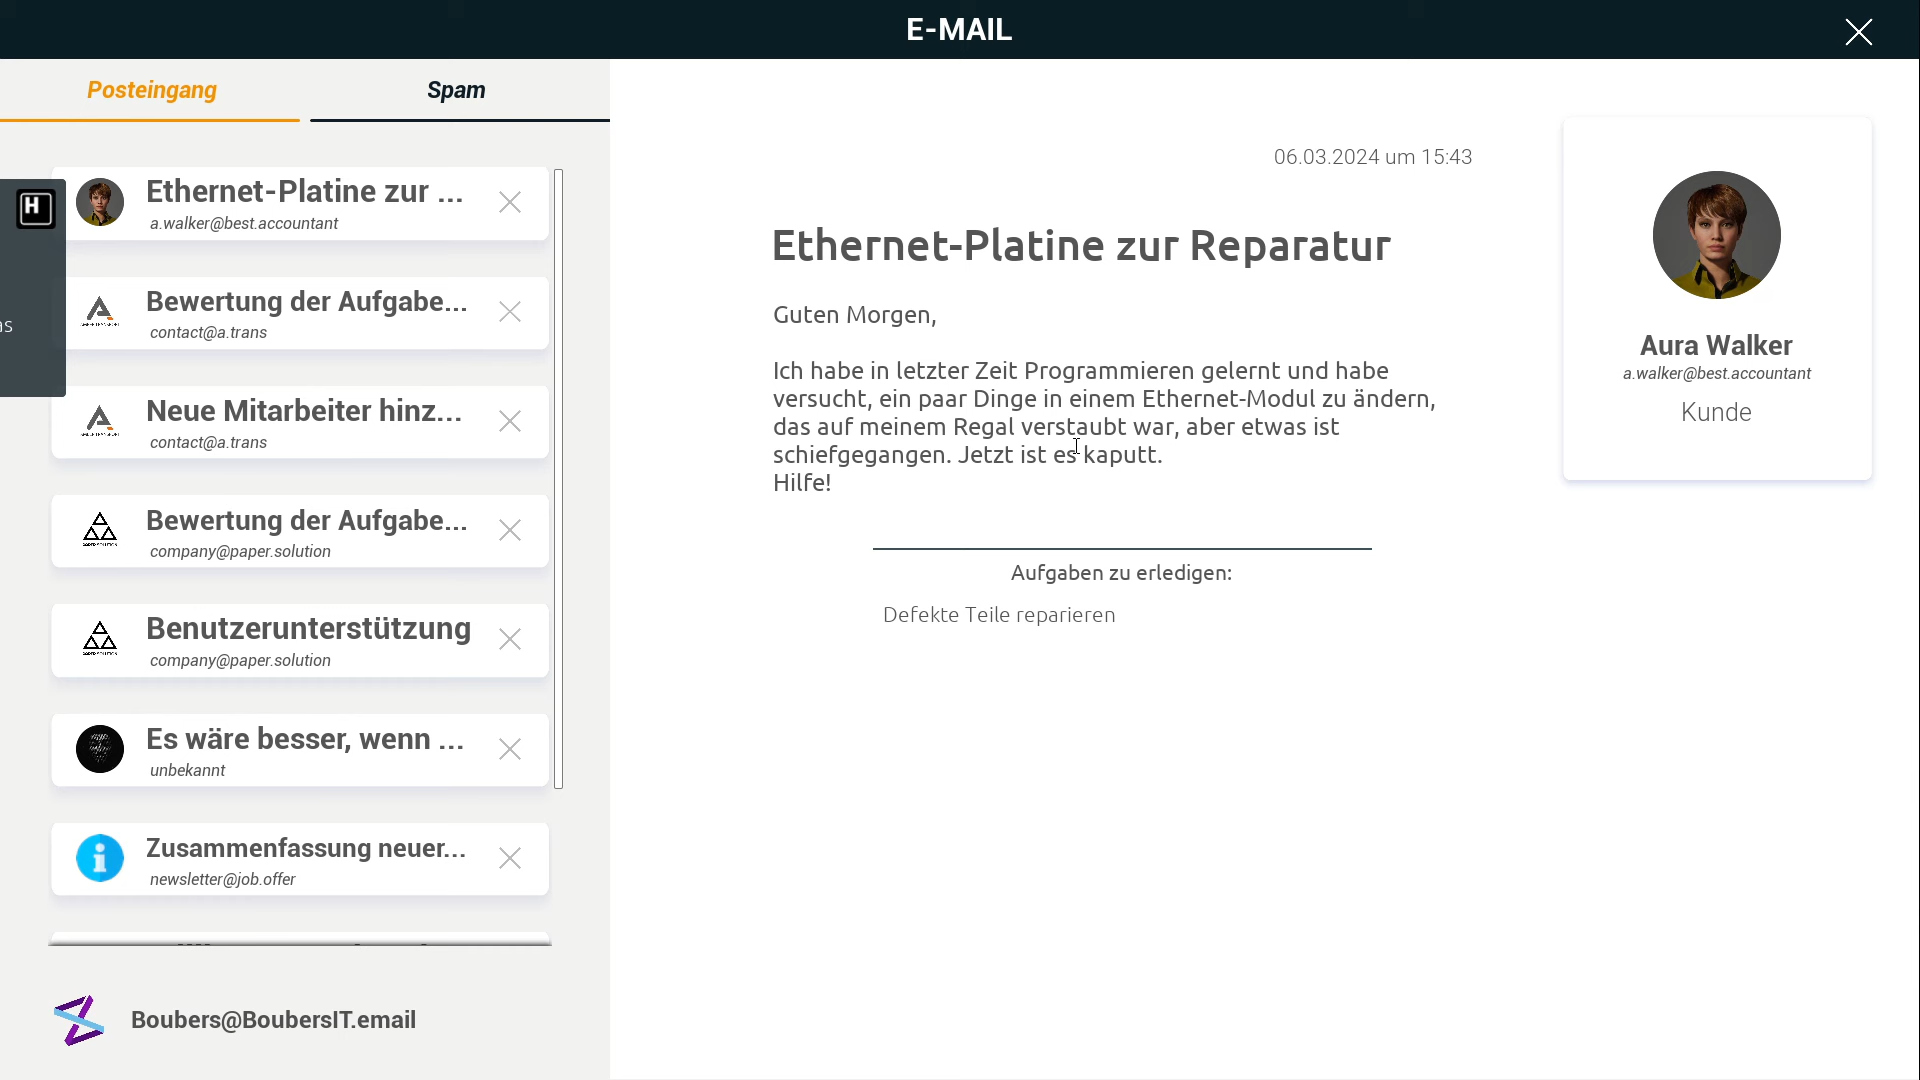 E-MAIL
Posteingang
Spam
H
as
Ethernet-Platine zur ...
a.walker@best.accountant
Bewertung der Aufgabe...
contact@a.trans
Neue Mitarbeiter hinz...
contact@a.trans
Bewertung der Aufgabe...
company@paper.solution
Benutzerunterstützung
company@paper.solution
Es wäre besser, wenn ...
unbekannt
Zusammenfassung neuer...
newsletter@job.offer
Boubers@BoubersIT.email
06.03.2024 um 15:43
Ethernet-Platine zur Reparatur
Guten Morgen,
Ich habe in letzter Zeit Programmieren gelernt und habe
versucht, ein paar Dinge in einem Ethernet-Modul zu ändern,
das auf meinem Regal verstaubt war, aber etwas ist
schiefgegangen. Jetzt ist es kaputt.
Hilfe!
Aufgaben zu erledigen:
Defekte Teile reparieren
Aura Walker
a.walker@best.accountant
Kunde